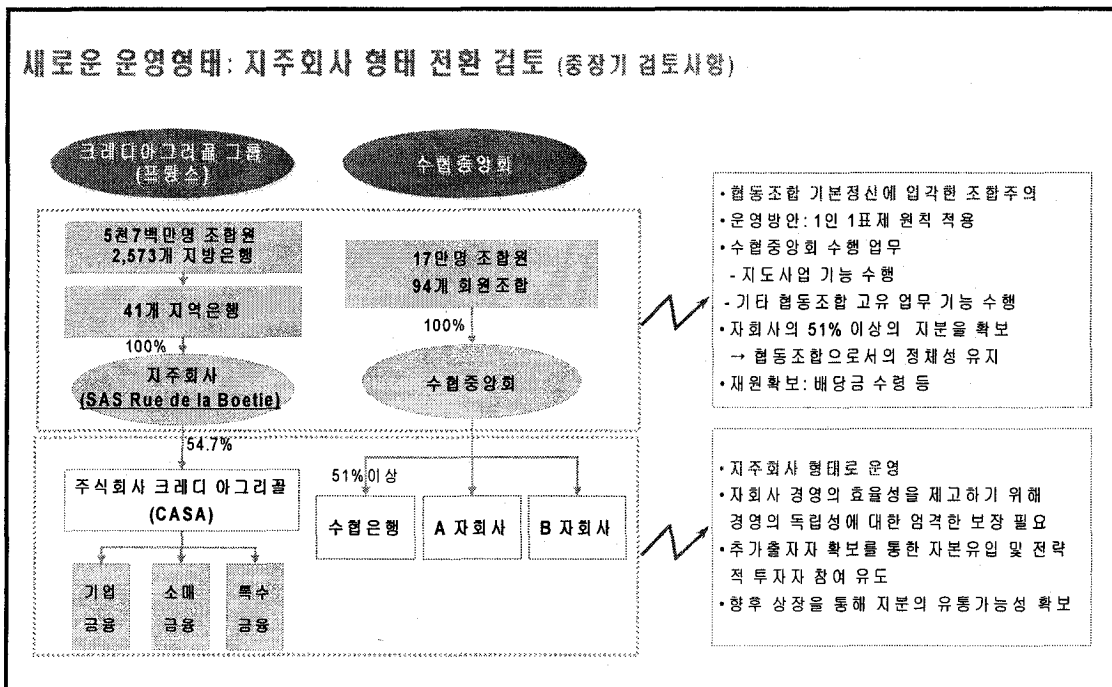 새로운 운영형태: 지주회사 형태 전환 검토 (중장기 검토사항)
크레디아그리꼴 그룹
(프랑스)
5천7백만명 조합원
2,573개 지방은행
41개 지역은행
100%
지주회사
(SAS Rue de la Boetie)
54.7%
주식회사 크레디 아그리꼴
(CASA)
기업
금융
소매
금융
특수
금융
수협중앙회
17만명 조합원
94개 회원조합
100%
수협중앙회
51%이상
수협은행
A 자회사
B 자회사
• 협동조합 기본정신에 입각한 조합주의
• 운영방안: 1인 1표제 원칙 적용
• 수협중앙회 수행 업무
- 지도사업 기능 수행
- 기타 협동조합 고유 업무 기능 수행
• 자회사의 51% 이상의 지분을 확보
→ 협동조합으로서의 정체성 유지
• 재원확보: 배당금 수령 등
• 지주회사 형태로 운영
• 자회사 경영의 효율성을 제고하기 위해
경영의 독립성에 대한 엄격한 보장 필요
• 추가출자자 확보를 통한 자본유입 및 전략
적 투자자 참여 유도
• 향후 상장을 통해 지분의 유통가능성 확보